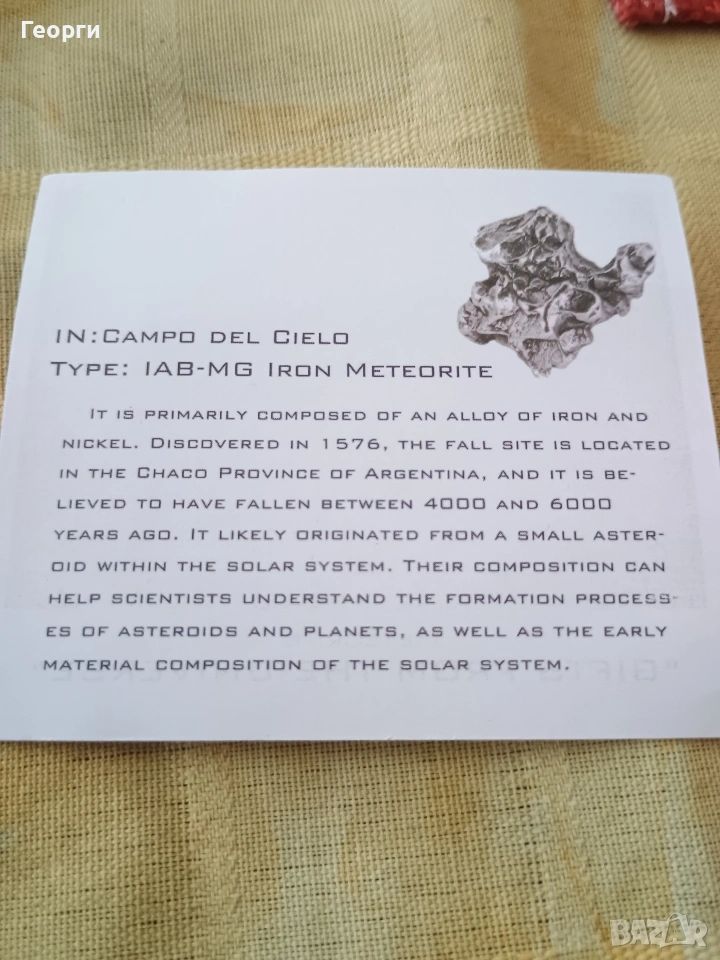 Георги
IN:CAMPO DEL CIELO
TYPE: IAB-MG IRON METEORITE
IT IS PRIMARILY COMPOSED OF AN ALLOY OF IRON AND
NICKEL. DISCOVERED IN 1576, THE FALL SITE IS LOCATED
IN THE CHACO PROVINCE OF ARGENTINA, AND IT IS BE-
LIEVED TO HAVE FALLEN BETWEEN 4000 AND 6000
YEARS AGO. IT LIKELY ORIGINATED FROM A SMALL ASTER-
OID WITHIN THE SOLAR SYSTEM. THEIR COMPOSITION CAN
HELP SCIENTISTS UNDERSTAND THE FORMATION PROCESS-
ES OF ASTEROIDS AND PLANETS, AS WELL AS THE EARLY
MATERIAL COMPOSITION OF THE SOLAR SYSTEM.
BAZAR